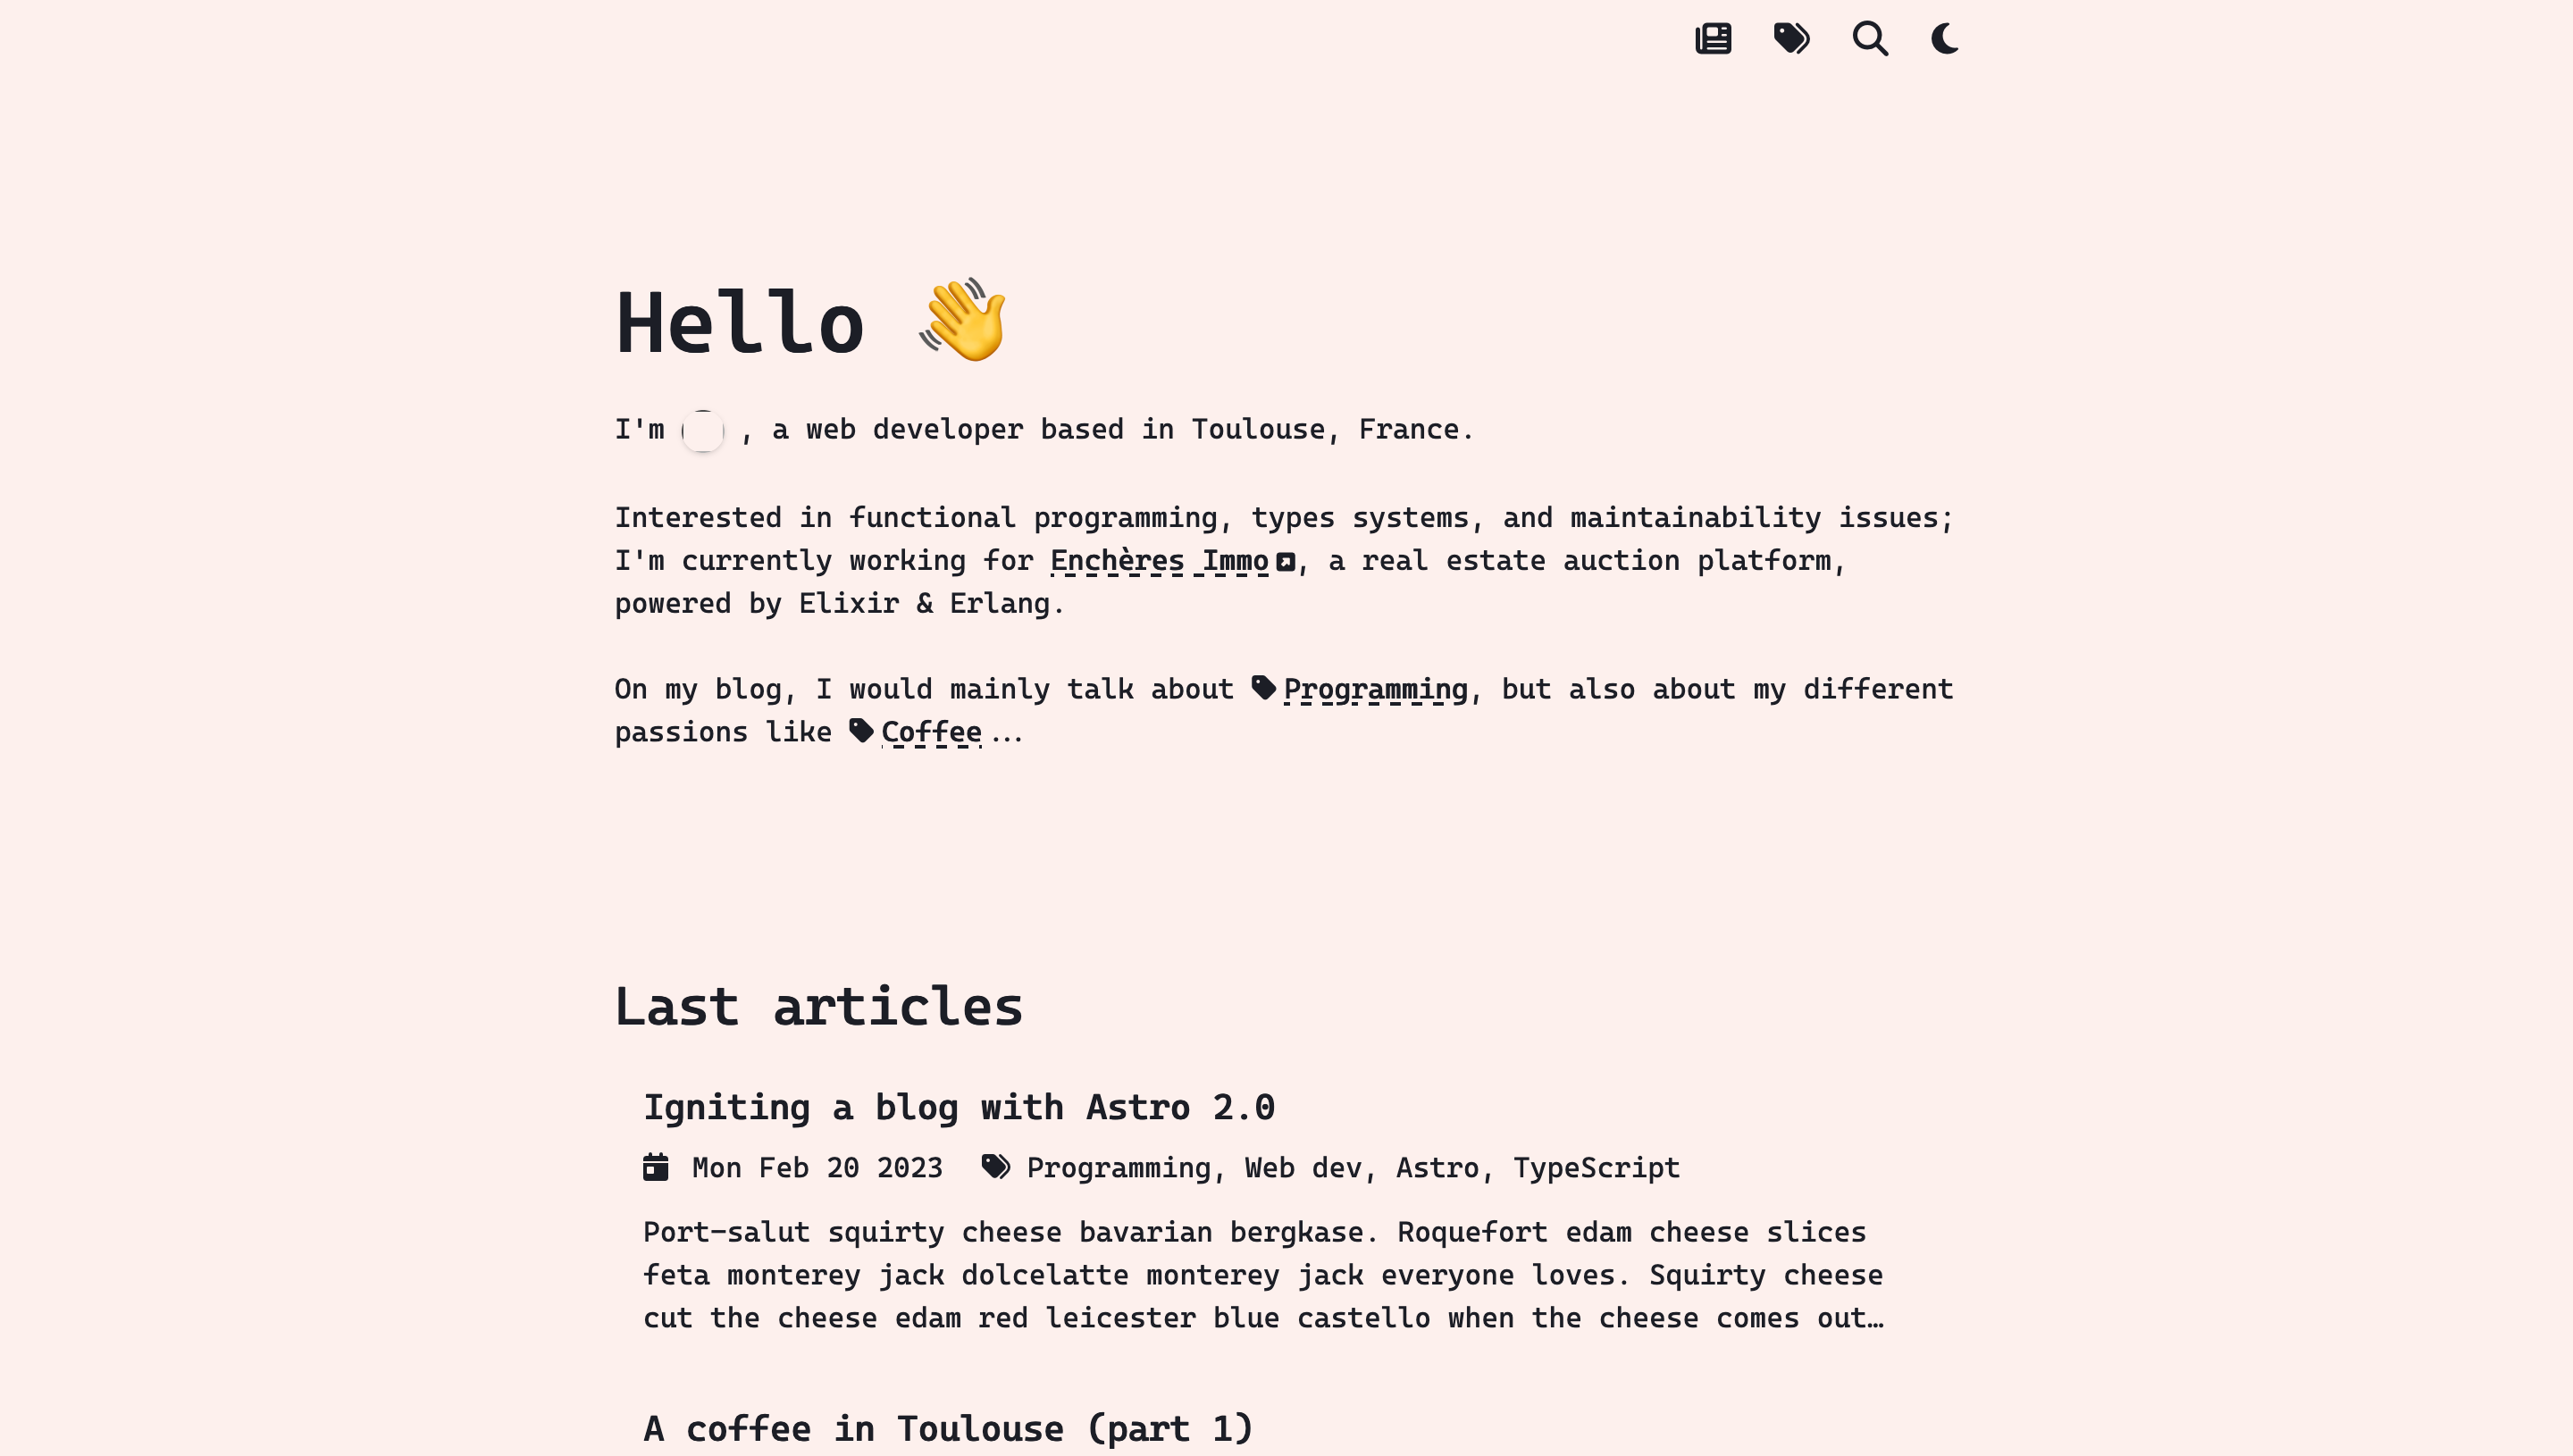 Hello 👋
I'm , a web developer based in Toulouse, France.
Interested in functional programming, types systems, and maintainability issues;
I'm currently working for Enchères Immo, a real estate auction platform,
powered by Elixir & Erlang.
On my blog, I would mainly talk about Programming, but also about my different
passions like Coffee ...
Last articles
Igniting a blog with Astro 2.0
Mon Feb 20 2023 Programming, Web dev, Astro, TypeScript
Port-salut squirty cheese bavarian bergkase. Roquefort edam cheese slices
feta monterey jack dolcelatte monterey jack everyone loves. Squirty cheese
cut the cheese edam red leicester blue castello when the cheese comes out…
A coffee in Toulouse (part 1)